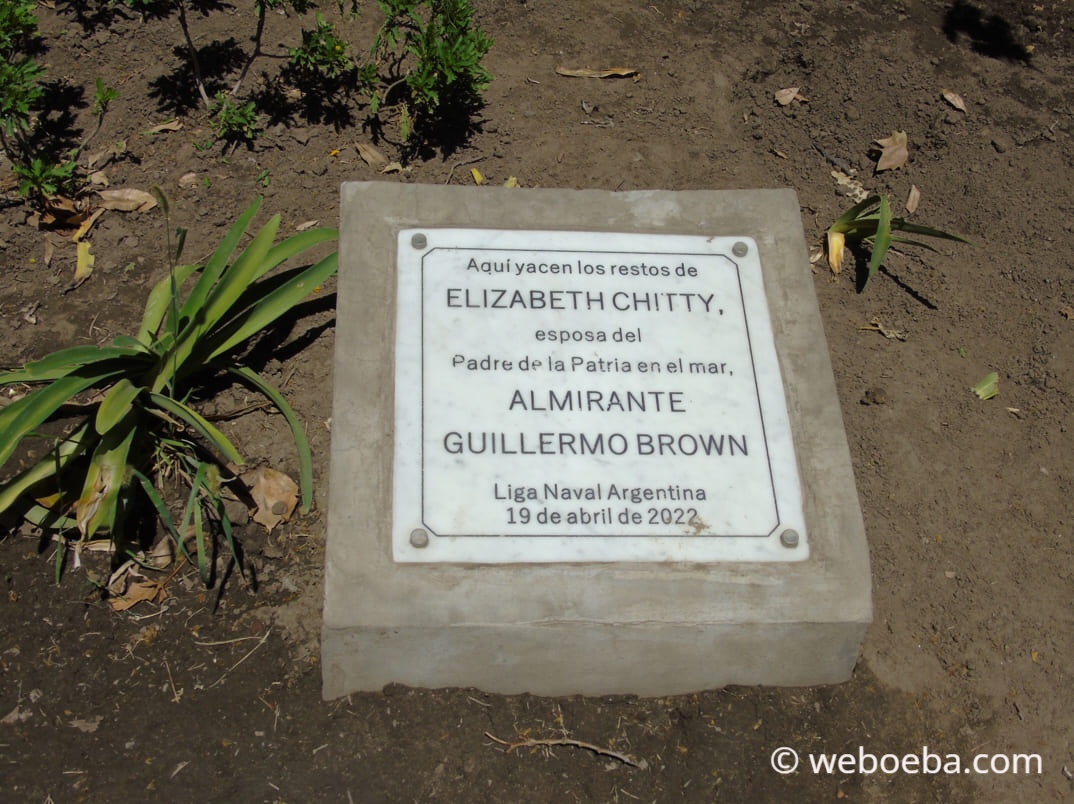 Aquí yacen los restos de
ELIZABETH CHITTY,
esposa del
Padre de la Patria en el mar,
ALMIRANTE
GUILLERMO BROWN
Liga Naval Argentina
19 de abril de 2022
© weboeba.com